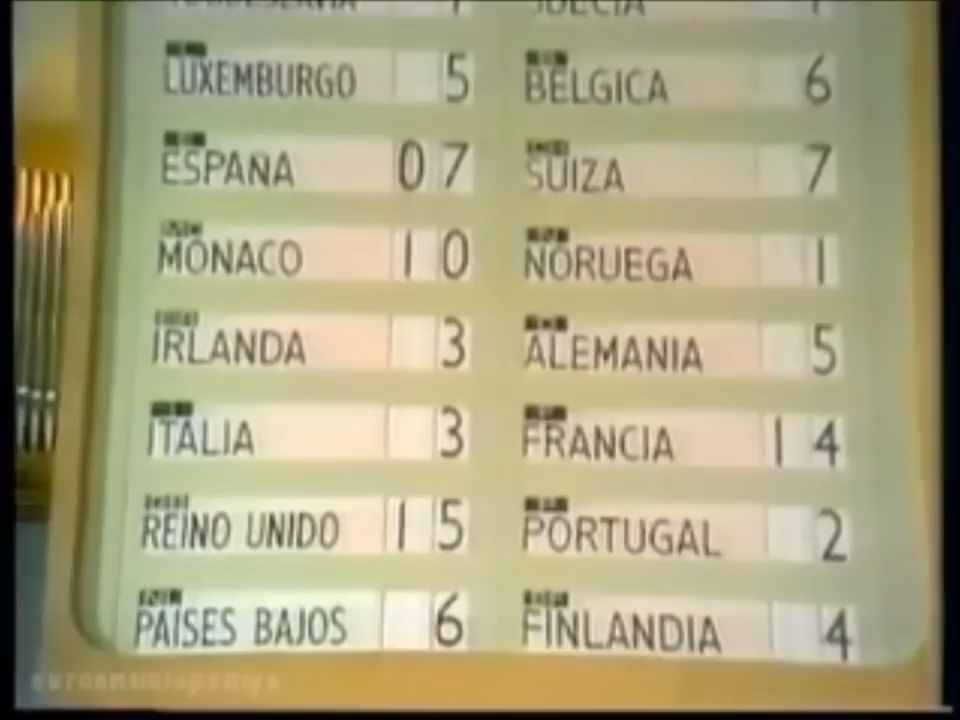 LUXEMBURGO 5 BELGICA 6
ESPAÑA 07 SUIZA 7
MONACO 10 NORUEGA 1
IRLANDA 3 ALEMANIA 5
ITALIA 3 FRANCIA 14
REINO UNIDO 15 PORTUGAL 2
PAISES BAJOS 6 FINLANDIA 4